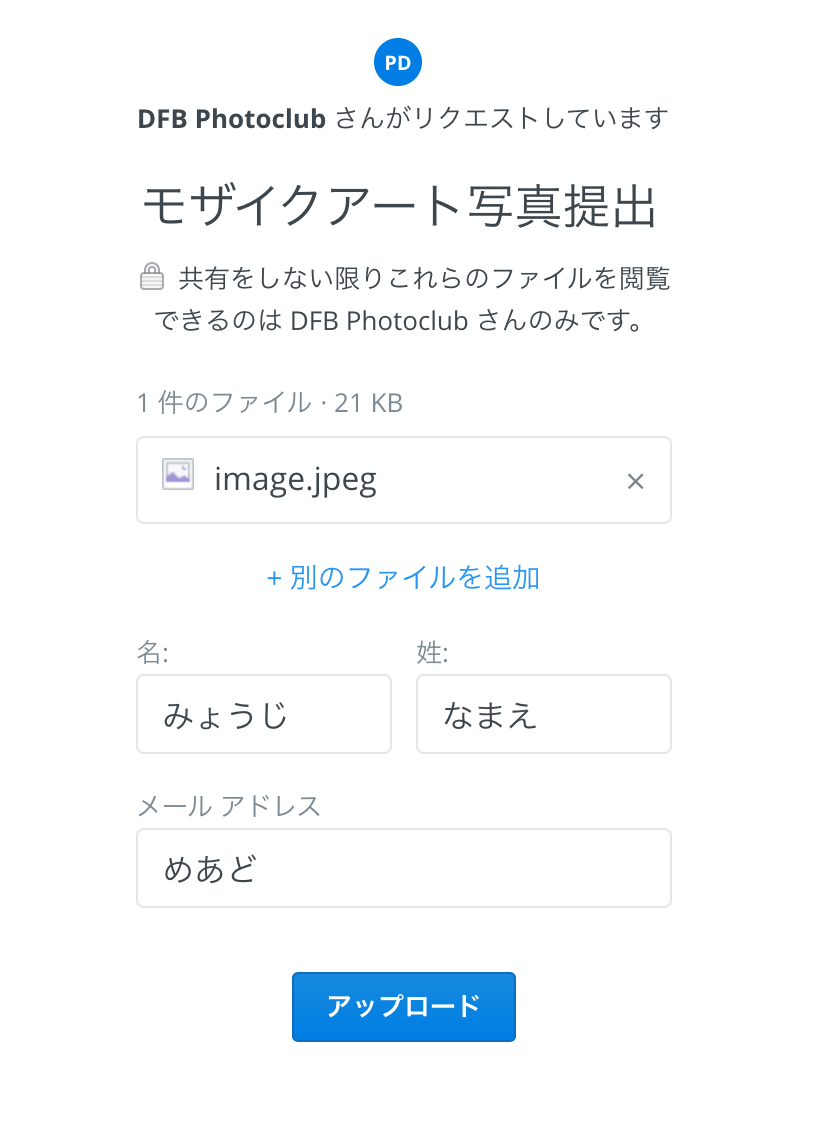 PD
DFB Photoclub さんがリクエストしています
モザイクアート写真提出
共有をしない限りこれらのファイルを閲覧
できるのは DFB Photoclub さんのみです。
1 件のファイル · 21 KB
image.jpeg ×
+ 別のファイルを追加
名: 姓:
みょうじ なまえ
メール アドレス
めあど
アップロード